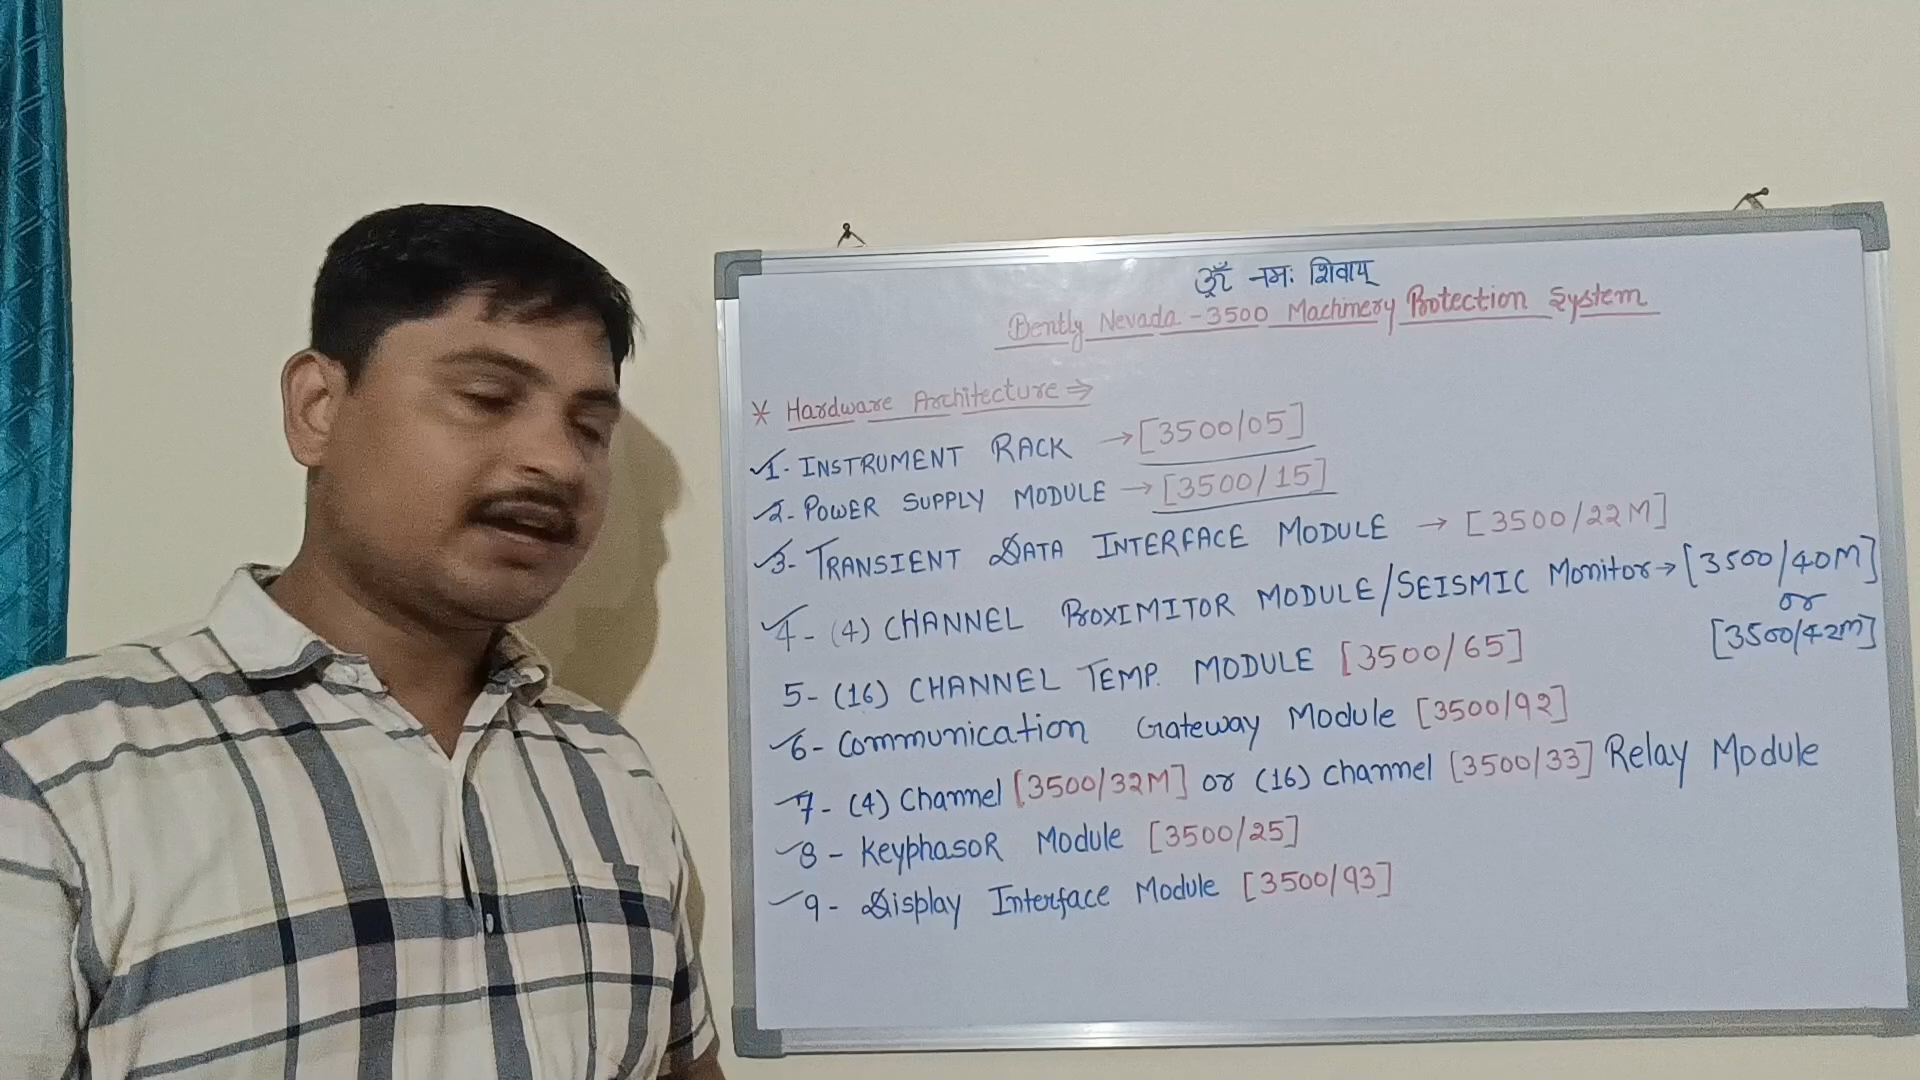 ॐ नमः शिवाय्
Bently Nevada - 3500 Machinery Protection System
* Hardware Architecture ⇒
1- INSTRUMENT RACK → [3500/05]
2- POWER SUPPLY MODULE → [3500/15]
3- TRANSIENT DATA INTERFACE MODULE → [3500/22M]
4- (4) CHANNEL PROXIMITOR MODULE/SEISMIC Monitor → [3500/40M]
or
[3500/42M]
5- (16) CHANNEL TEMP. MODULE [3500/65]
6- Communication Gateway Module [3500/92]
7- (4) Channel [3500/32M] or (16) Channel [3500/33] Relay Module
8- KeyphasoR Module [3500/25]
9- Display Interface Module [3500/93]